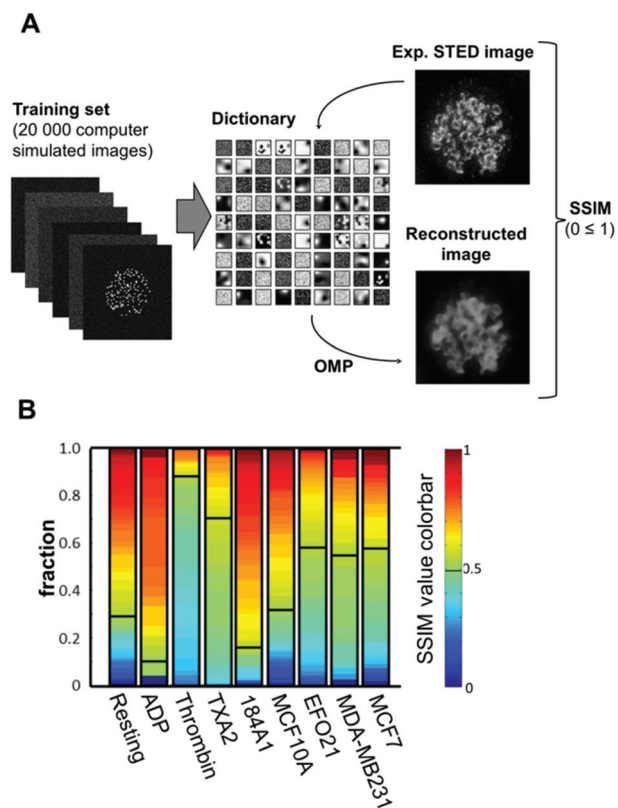 A
Training set
(20 000 computer
simulated images)
Dictionary
Exp. STED image
SSIM
(0 ≤ 1)
Reconstructed
image
OMP
B
fraction
1.0
0.8
0.6
0.4
0.2
0
Resting
ADP
Thrombin
TXA2
184A1
MCF10A
EFO21
MDA-MB231
MCF7
SSIM value colorbar
1
0.5
0